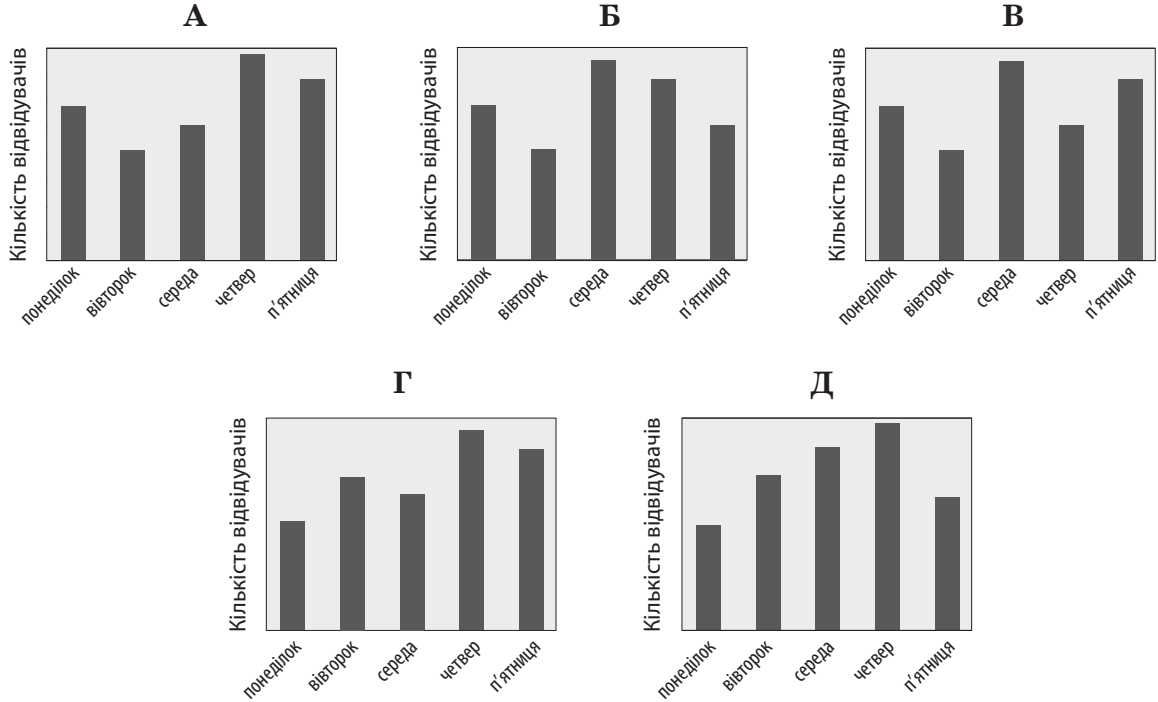 А
Кількість відвідувачів
понеділок
вівторок
середа
четвер
п'ятниця
Б
Кількість відвідувачів
понеділок
вівторок
середа
четвер
п'ятниця
В
Кількість відвідувачів
понеділок
вівторок
середа
четвер
п'ятниця
Г
Кількість відвідувачів
понеділок
вівторок
середа
четвер
п'ятниця
Д
Кількість відвідувачів
понеділок
вівторок
середа
четвер
п'ятниця